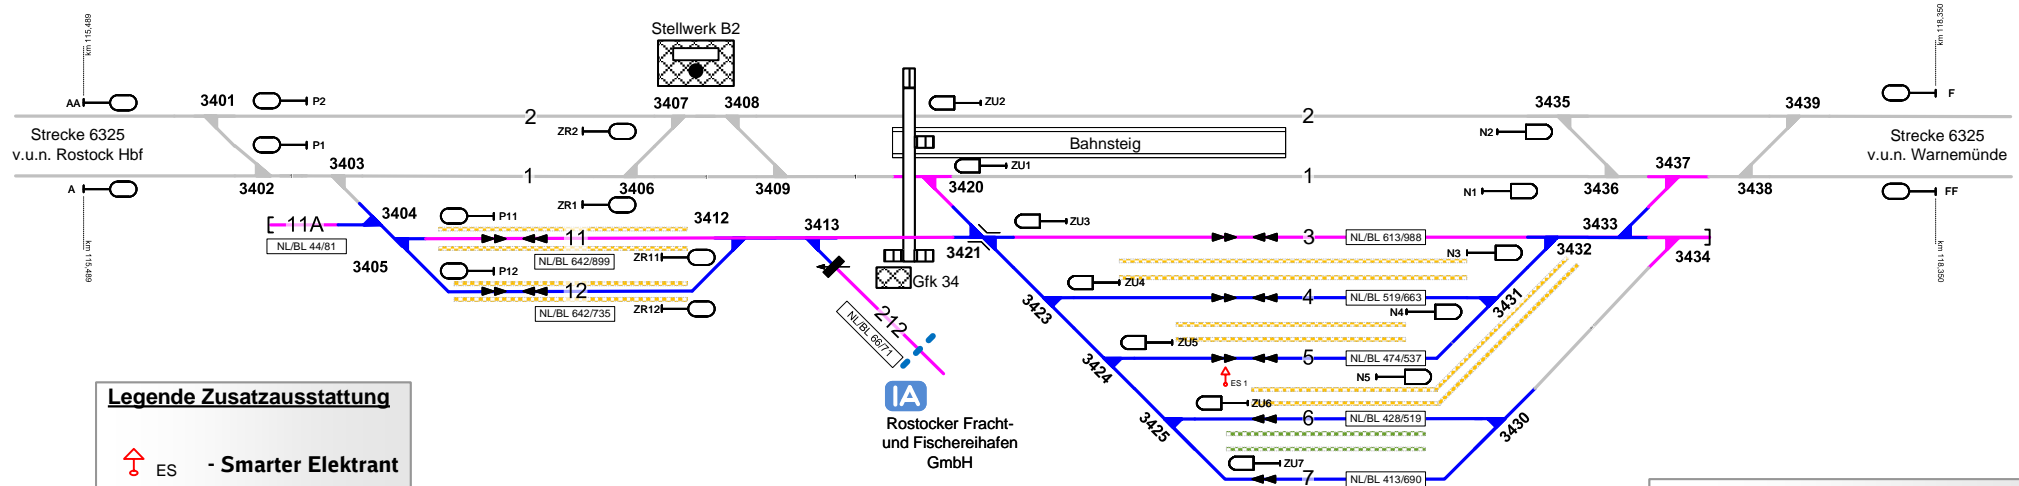 km 115,489
km 118,350
Stellwerk B2
AA
3401
P2
2
3407
3408
ZR2
ZU2
2
N2
3435
3439
F
Strecke 6325
v.u.n. Rostock Hbf
P1
Bahnsteig
Strecke 6325
v.u.n. Warnemünde
3403
ZU1
3437
A
3402
1
3406
3409
3420
1
N1
3436
3438
FF
ZR1
11A
3404
P11
3412
3413
ZU3
3433
NL/BL 44/81
11
3421
3
NL/BL 613/988
3432
3434
km 115,499
km 118,350
3405
NL/BL 642/899
ZR11
N3
P12
Gfk 34
ZU4
12
4
NL/BL 519/663
3431
NL/BL 642/735
ZR12
3423
N4
212
NL/BL 66/71
ZU5
5
NL/BL 474/537
3424
ES 1
N5
Legende Zusatzausstattung
IA
ZU6
Rostocker Fracht-
und Fischereihafen
GmbH
3425
6
NL/BL 428/519
3430
ES - Smarter Elektrant
ZU7
7
NL/BL 413/690